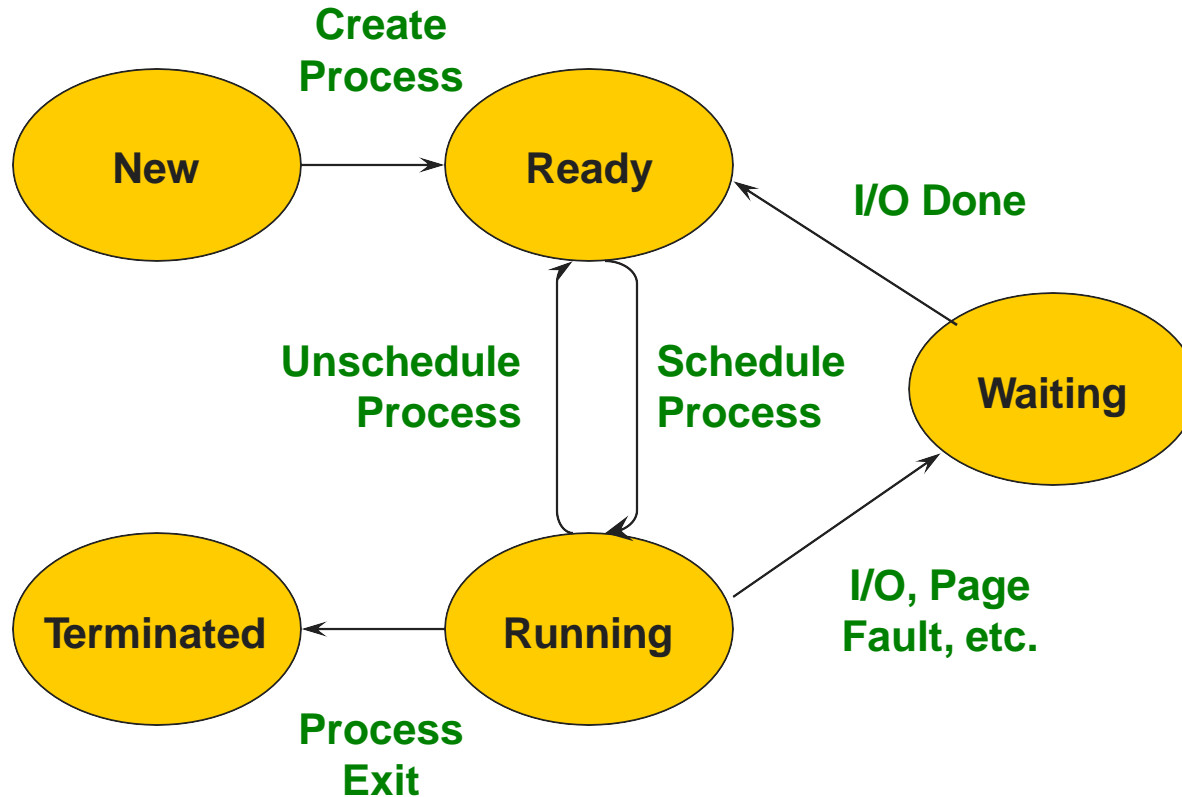 Create
Process
New
Ready
I/O Done
Unschedule
Process
Schedule
Process
Waiting
I/O, Page
Fault, etc.
Terminated
Running
Process
Exit